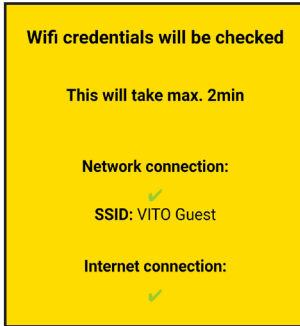 Wifi credentials will be checked
This will take max. 2min
Network connection:
✔
SSID: VITO Guest
Internet connection:
✔